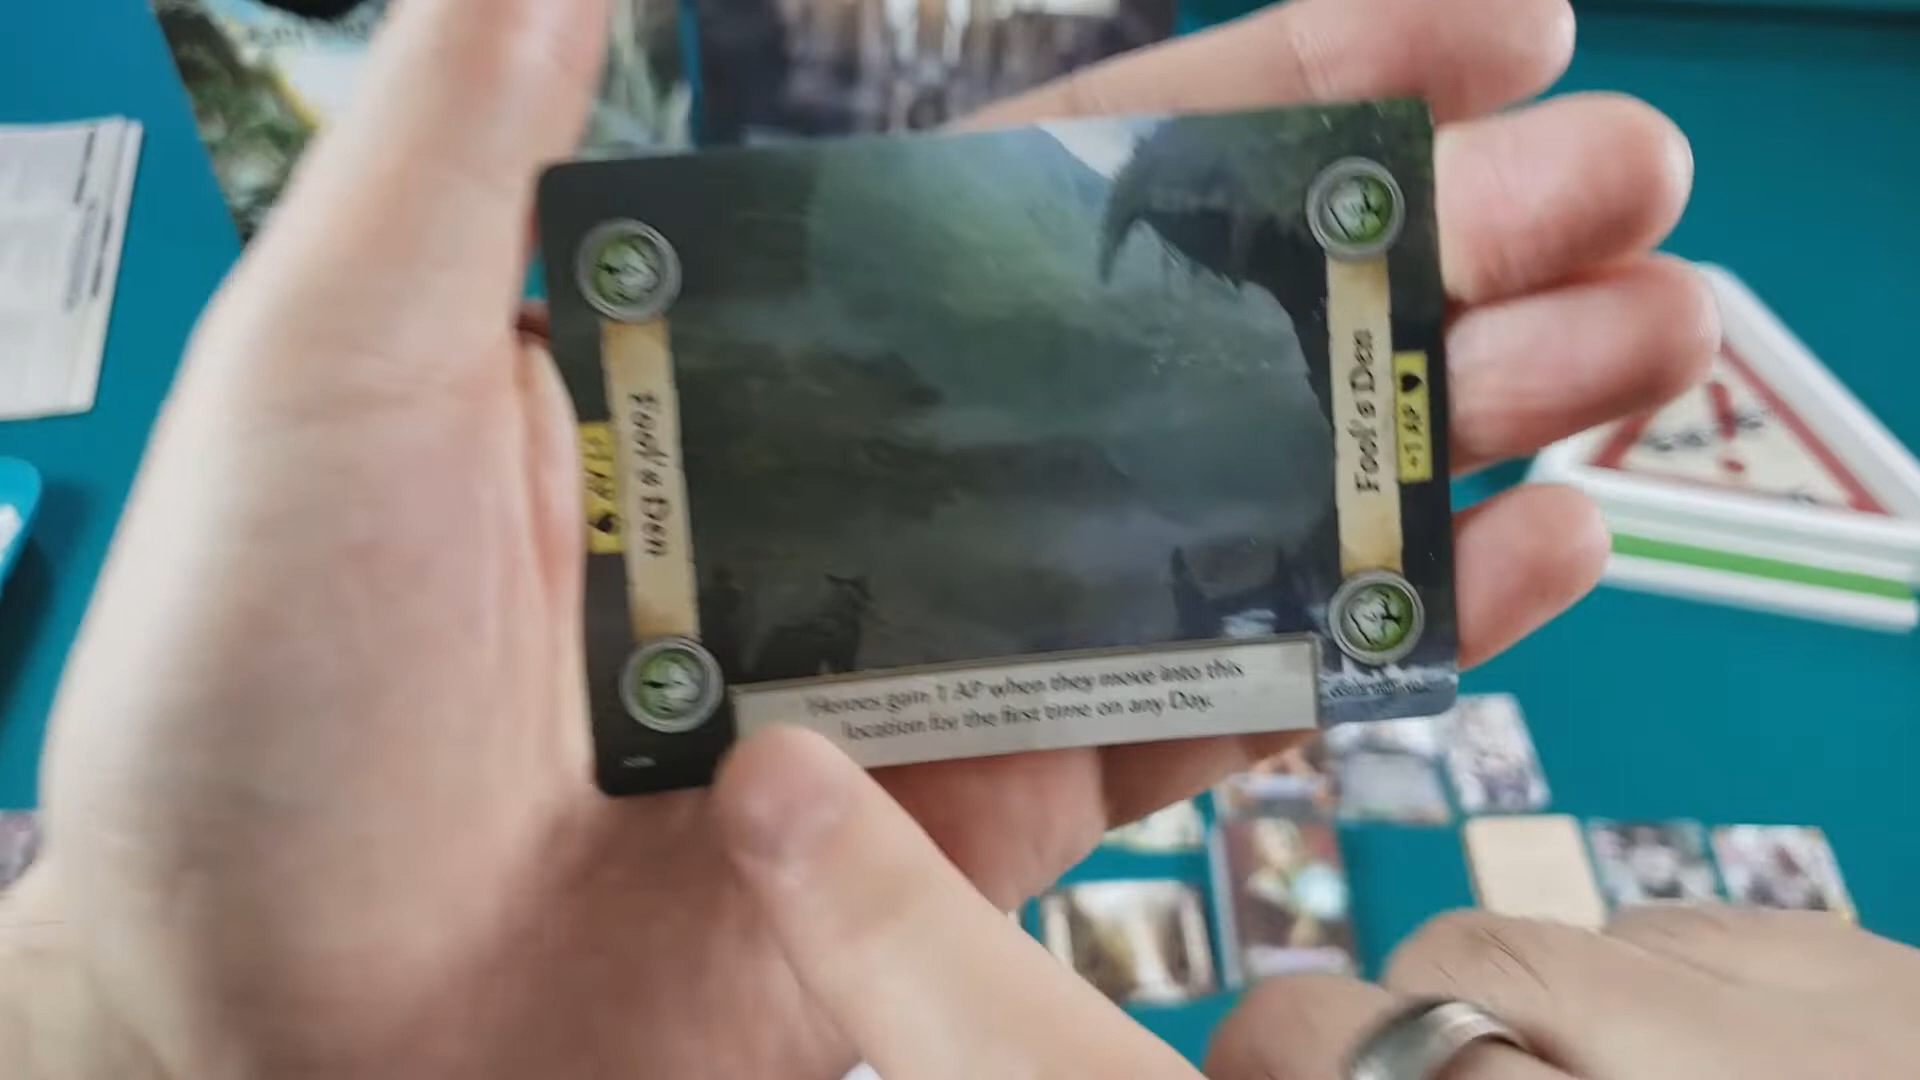 Fool's Den
+1 AP
Fool's Den
+1 AP
Heroes gain 1 AP when they move into this
location for the first time on any Day.